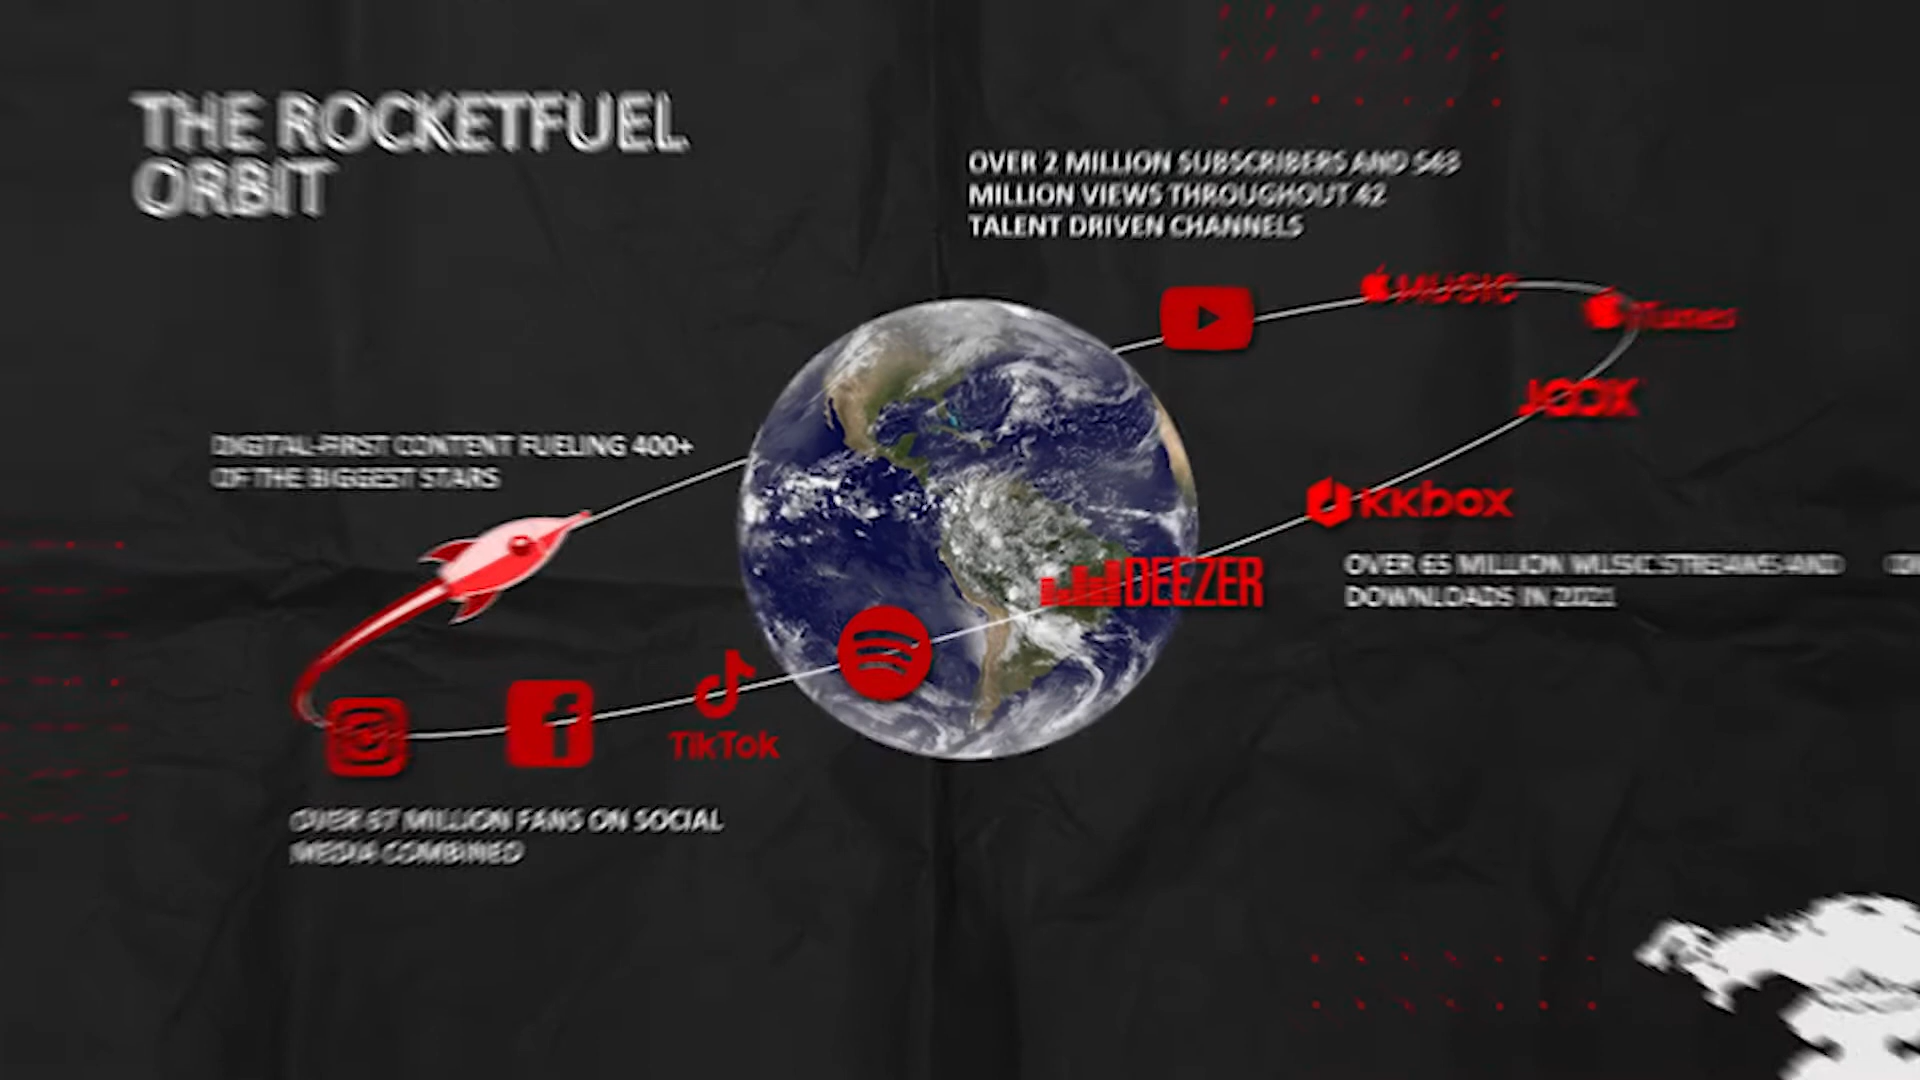 THE ROCKETFUEL
ORBIT
OVER 2 MILLION SUBSCRIBERS AND 543
MILLION VIEWS THROUGHOUT 42
TALENT DRIVEN CHANNELS
MUSIC
iTunes
JOOX
DIGITAL-FIRST CONTENT FUELING 400+
OF THE BIGGEST STARS
KKBOX
OVER 65 MILLION MUSIC STREAMS AND
DOWNLOADS IN 2021
DEEZER
TikTok
OVER 67 MILLION FANS ON SOCIAL
MEDIA COMBINED